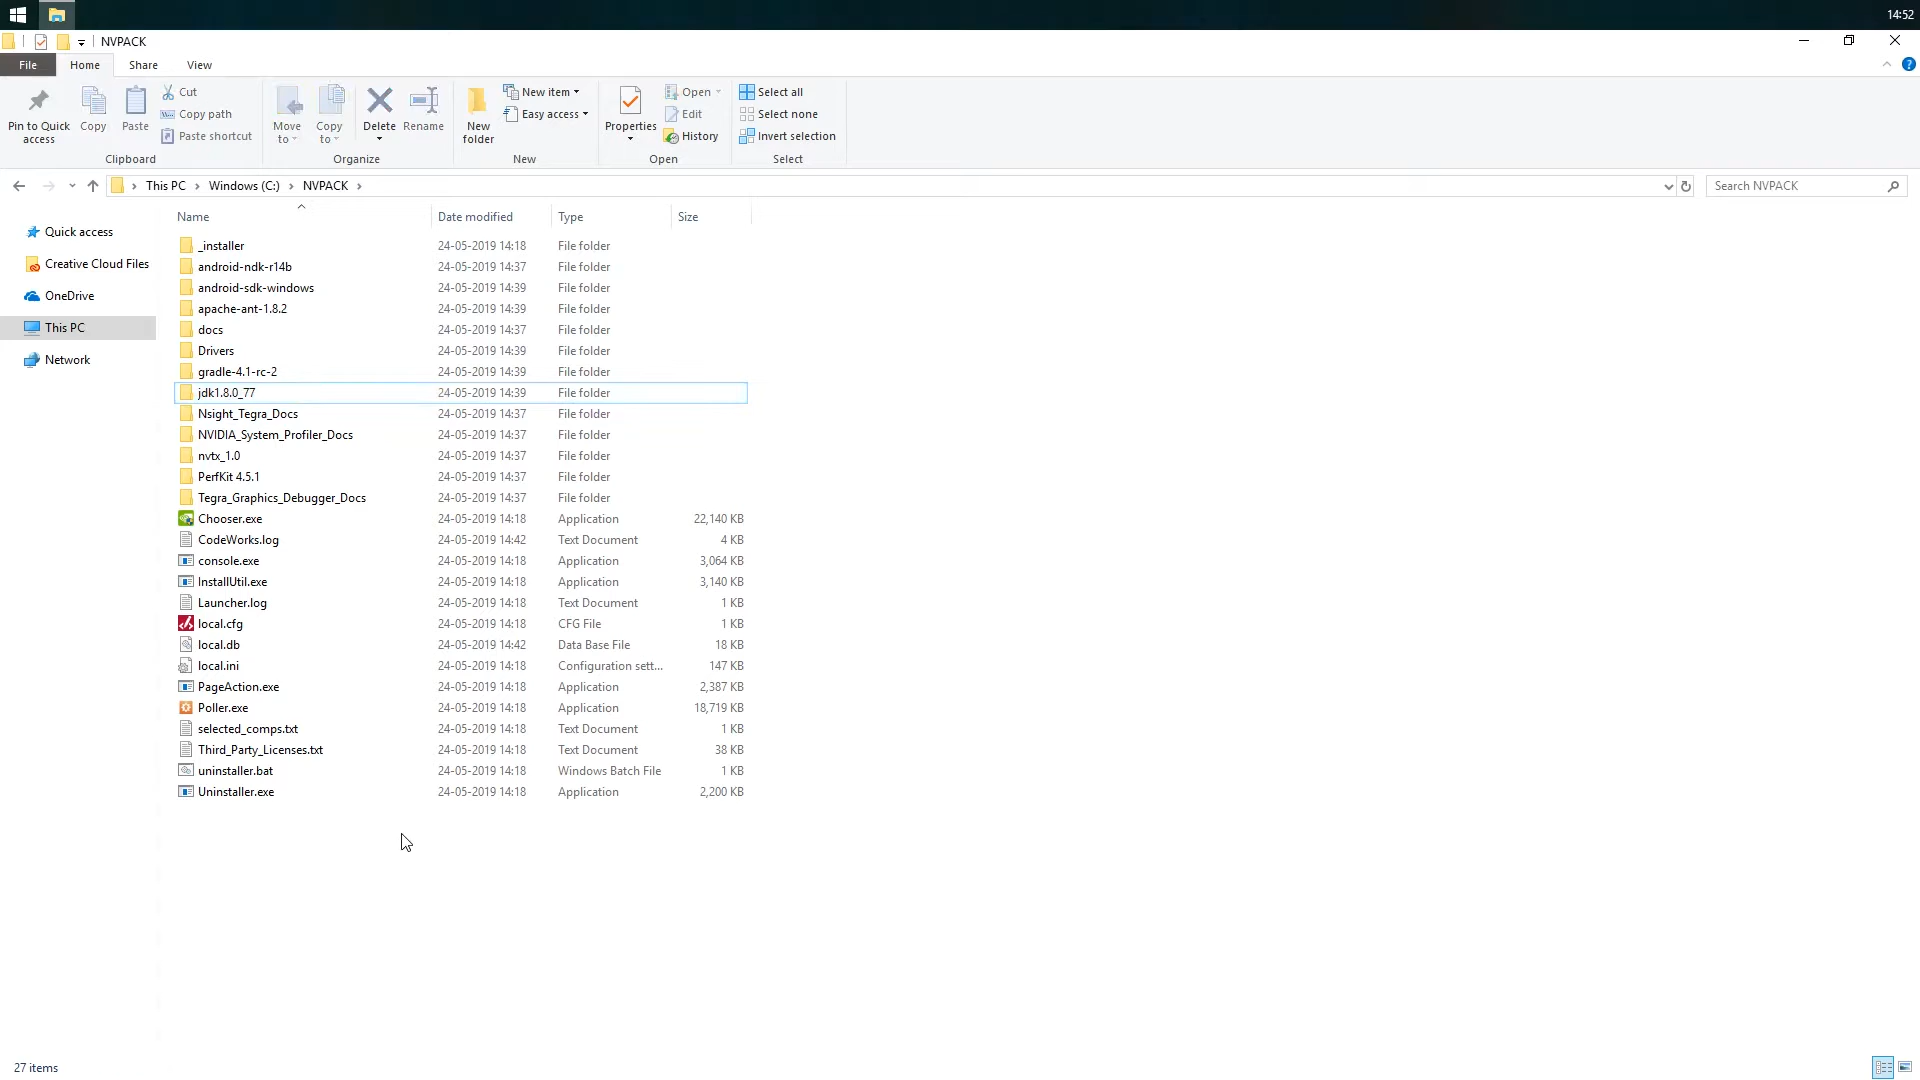 14:52
NVPACK
File Home Share View
Pin to Quick access
Copy
Paste
Cut
Copy path
Paste shortcut
Clipboard
Move to
Copy to
Delete
Rename
Organize
New folder
New item
Easy access
New
Properties
Open
Edit
History
Open
Select all
Select none
Invert selection
Select
This PC Windows (C:) NVPACK
Search NVPACK
Quick access
Creative Cloud Files
OneDrive
This PC
Network
Name Date modified Type Size
_installer 24-05-2019 14:18 File folder
android-ndk-r14b 24-05-2019 14:37 File folder
android-sdk-windows 24-05-2019 14:39 File folder
apache-ant-1.8.2 24-05-2019 14:39 File folder
docs 24-05-2019 14:37 File folder
Drivers 24-05-2019 14:39 File folder
gradle-4.1-rc-2 24-05-2019 14:39 File folder
jdk1.8.0_77 24-05-2019 14:39 File folder
Nsight_Tegra_Docs 24-05-2019 14:37 File folder
NVIDIA_System_Profiler_Docs 24-05-2019 14:37 File folder
nvtx_1.0 24-05-2019 14:37 File folder
PerfKit 4.5.1 24-05-2019 14:37 File folder
Tegra_Graphics_Debugger_Docs 24-05-2019 14:37 File folder
Chooser.exe 24-05-2019 14:18 Application 22,140 KB
CodeWorks.log 24-05-2019 14:42 Text Document 4 KB
console.exe 24-05-2019 14:18 Application 3,064 KB
InstallUtil.exe 24-05-2019 14:18 Application 3,140 KB
Launcher.log 24-05-2019 14:18 Text Document 1 KB
local.cfg 24-05-2019 14:18 CFG File 1 KB
local.db 24-05-2019 14:42 Data Base File 18 KB
local.ini 24-05-2019 14:18 Configuration sett... 147 KB
PageAction.exe 24-05-2019 14:18 Application 2,387 KB
Poller.exe 24-05-2019 14:18 Application 18,719 KB
selected_comps.txt 24-05-2019 14:18 Text Document 1 KB
Third_Party_Licenses.txt 24-05-2019 14:18 Text Document 38 KB
uninstaller.bat 24-05-2019 14:18 Windows Batch File 1 KB
Uninstaller.exe 24-05-2019 14:18 Application 2,200 KB
27 items